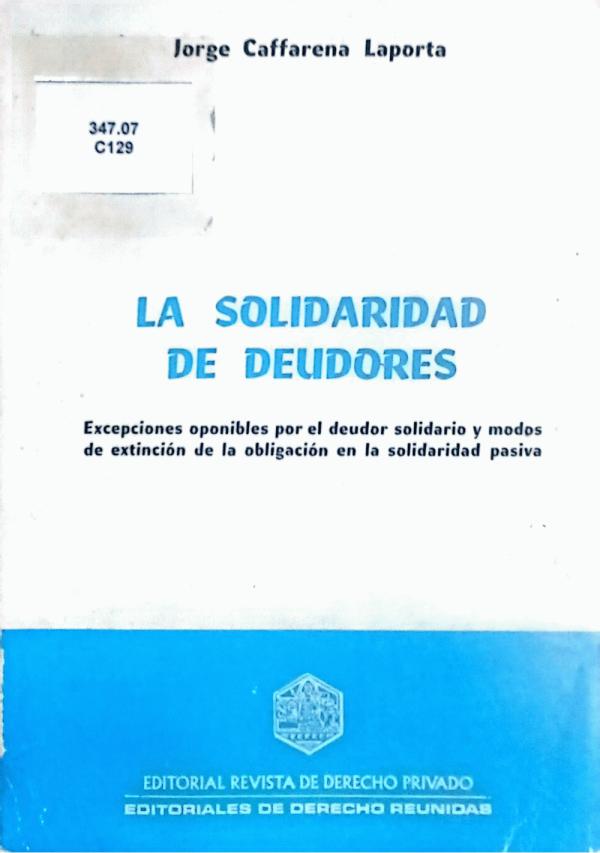 Jorge Caffarena Laporta
347.07
C129
LA SOLIDARIDAD
DE DEUDORES
Excepciones oponibles por el deudor solidario y modos
de extinción de la obligación en la solidaridad pasiva
EDITORIAL REVISTA DE DERECHO PRIVADO
EDITORIALES DE DERECHO REUNIDAS